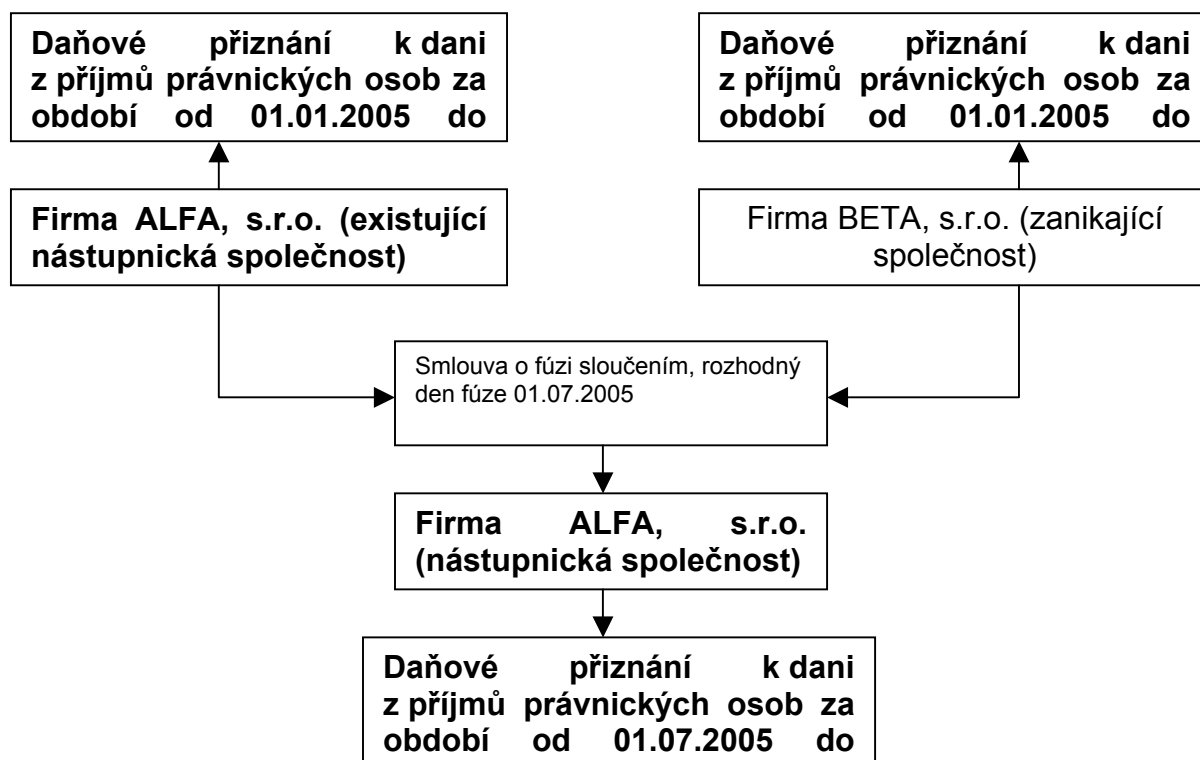 Daňové přiznání k dani
z příjmů právnických osob za
období od 01.01.2005 do
Daňové přiznání k dani
z příjmů právnických osob za
období od 01.01.2005 do
Firma ALFA, s.r.o. (existující
nástupnická společnost)
Firma BETA, s.r.o. (zanikající
společnost)
Smlouva o fúzi sloučením, rozhodný
den fúze 01.07.2005
Firma ALFA, s.r.o.
(nástupnická společnost)
Daňové přiznání k dani
z příjmů právnických osob za
období od 01.07.2005 do